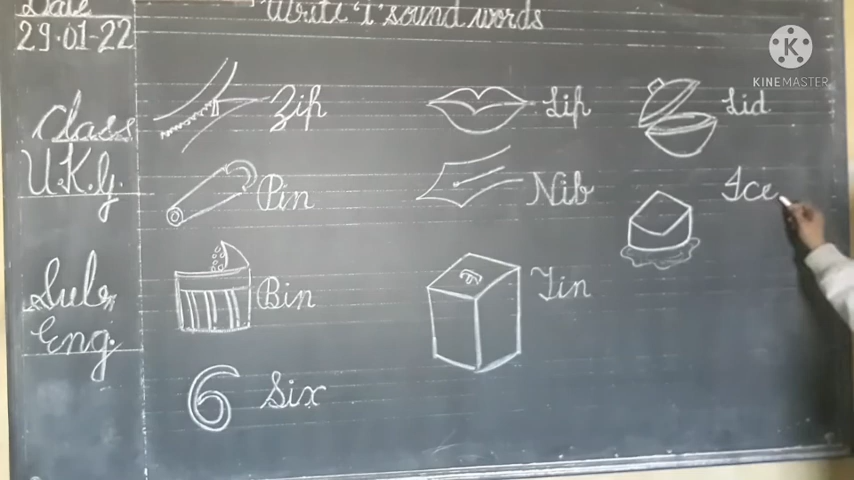 Date
29-01-22
Write 'i' sound words
Class
U.K.G.
Sub,
Eng.
Zip
Lip
Lid
Pin
Nib
Ice
Bin
Tin
6 Six
K
KINEMASTER